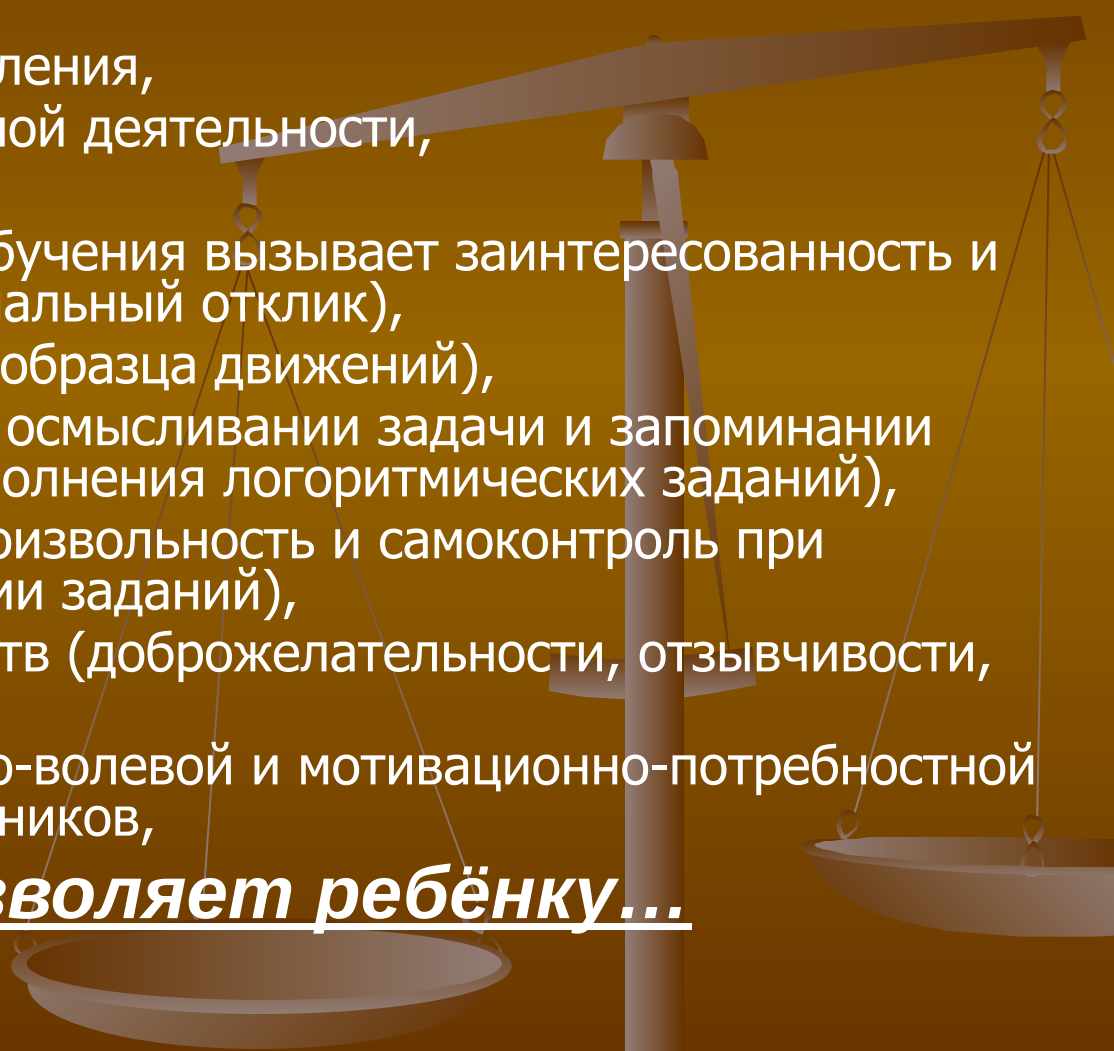 ления,
ной деятельности,
бучения вызывает заинтересованность и
нальный отклик),
образца движений),
осмысливании задачи и запоминании
олнения логоритмических заданий),
оизвольность и самоконтроль при
ии заданий),
тв (доброжелательности, отзывчивости,
о-волевой и мотивационно-потребностной
ников,
зволяет ребёнку…